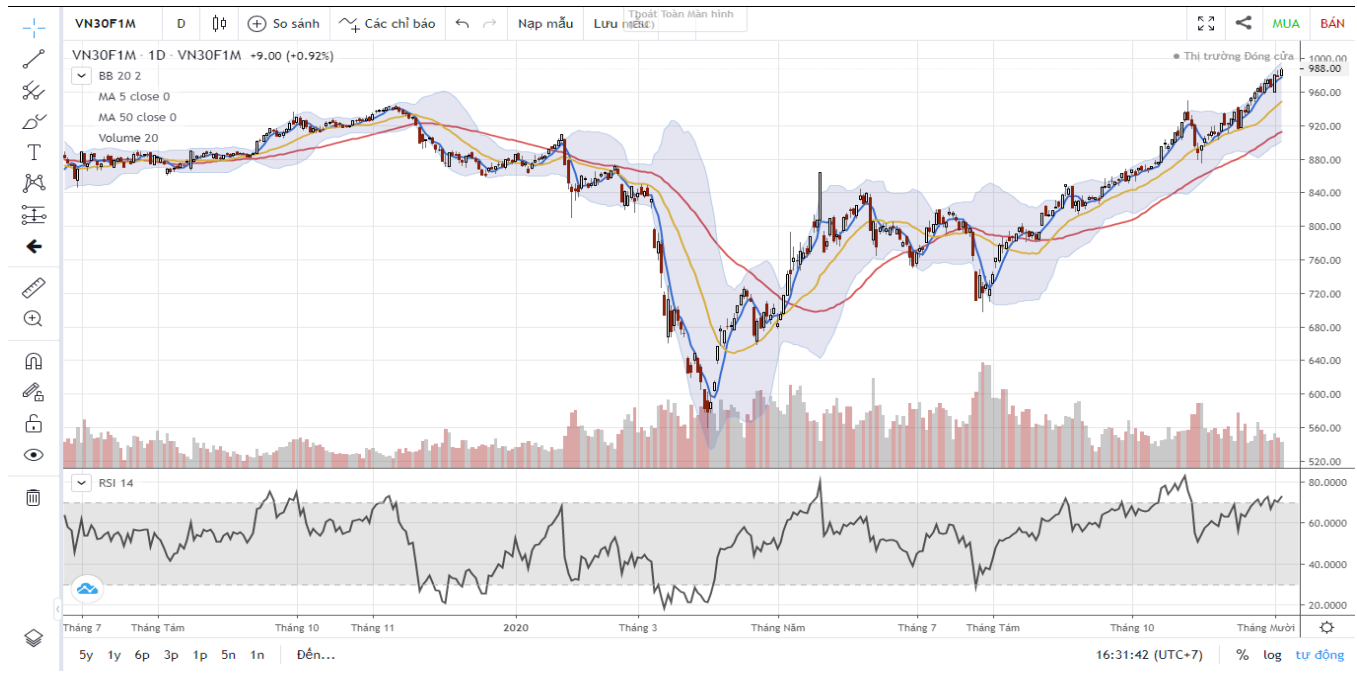 VN30F1M D So sánh Các chỉ báo Nạp mẫu Lưu mẫu MUA BÁN
Thoát Toàn Màn hình
VN30F1M · 1D · VN30F1M +9.00 (+0.92%)
Thị trường Đóng cửa
BB 20 2
MA 5 close 0
MA 50 close 0
Volume 20
1000.00
988.00
960.00
920.00
880.00
840.00
800.00
760.00
720.00
680.00
640.00
600.00
560.00
520.00
RSI 14
80.0000
60.0000
40.0000
20.0000
Tháng 7 Tháng Tám Tháng 10 Tháng 11 2020 Tháng 3 Tháng Năm Tháng 7 Tháng Tám Tháng 10 Tháng Mười
5y 1y 6p 3p 1p 5n 1n Đến... 16:31:42 (UTC+7) % log tự động